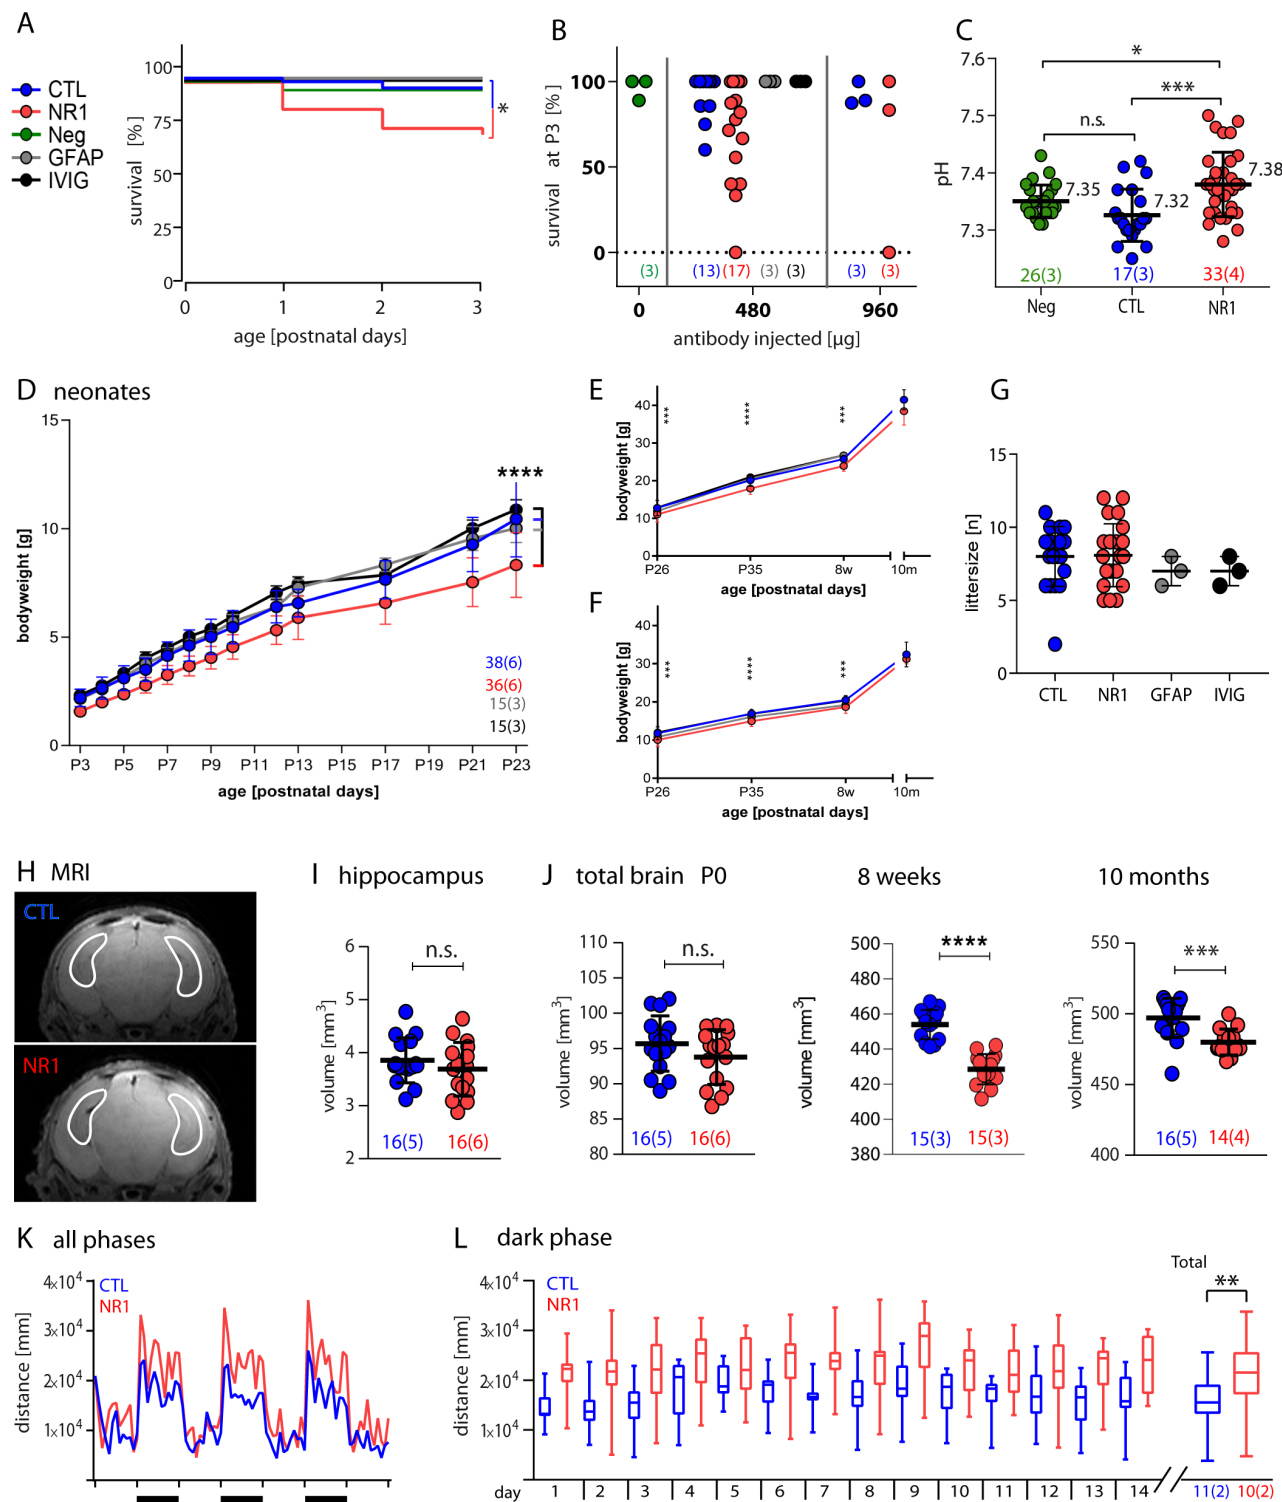 A
CTL
NR1
Neg
GFAP
IVIG
survival [%]
100
75
50
25
0
*
0 1 2 3
age [postnatal days]
B
survival at P3 [%]
100
50
0
(3) (13) (17) (3) (3) (3) (3)
0 480 960
antibody injected [µg]
C
pH
7.6
7.5
7.4
7.3
*
***
n.s.
7.35 7.32 7.38
26(3) 17(3) 33(4)
Neg CTL NR1
D neonates
bodyweight [g]
15
10
5
0
****
38(6)
36(6)
15(3)
15(3)
P3 P5 P7 P9 P11 P13 P15 P17 P19 P21 P23
age [postnatal days]
E
bodyweight [g]
40
30
20
10
0
*** **** ***
P26 P35 8w 10m
age [postnatal days]
F
bodyweight [g]
40
30
20
10
0
*** **** ***
P26 P35 8w 10m
age [postnatal days]
G
littersize [n]
15
10
5
0
CTL NR1 GFAP IVIG
H MRI
CTL
NR1
I hippocampus
volume [mm³]
6
5
4
3
2
n.s.
16(5) 16(6)
J total brain P0
volume [mm³]
110
105
100
95
90
85
80
n.s.
16(5) 16(6)
8 weeks
volume [mm³]
500
480
460
440
420
400
380
****
15(3) 15(3)
10 months
volume [mm³]
550
500
450
400
***
16(5) 14(4)
K all phases
distance [mm]
4x10⁴
3x10⁴
2x10⁴
1x10⁴
CTL
NR1
L dark phase
distance [mm]
4x10⁴
3x10⁴
2x10⁴
1x10⁴
CTL
NR1
Total
**
day 1 2 3 4 5 6 7 8 9 10 11 12 13 14 11(2) 10(2)